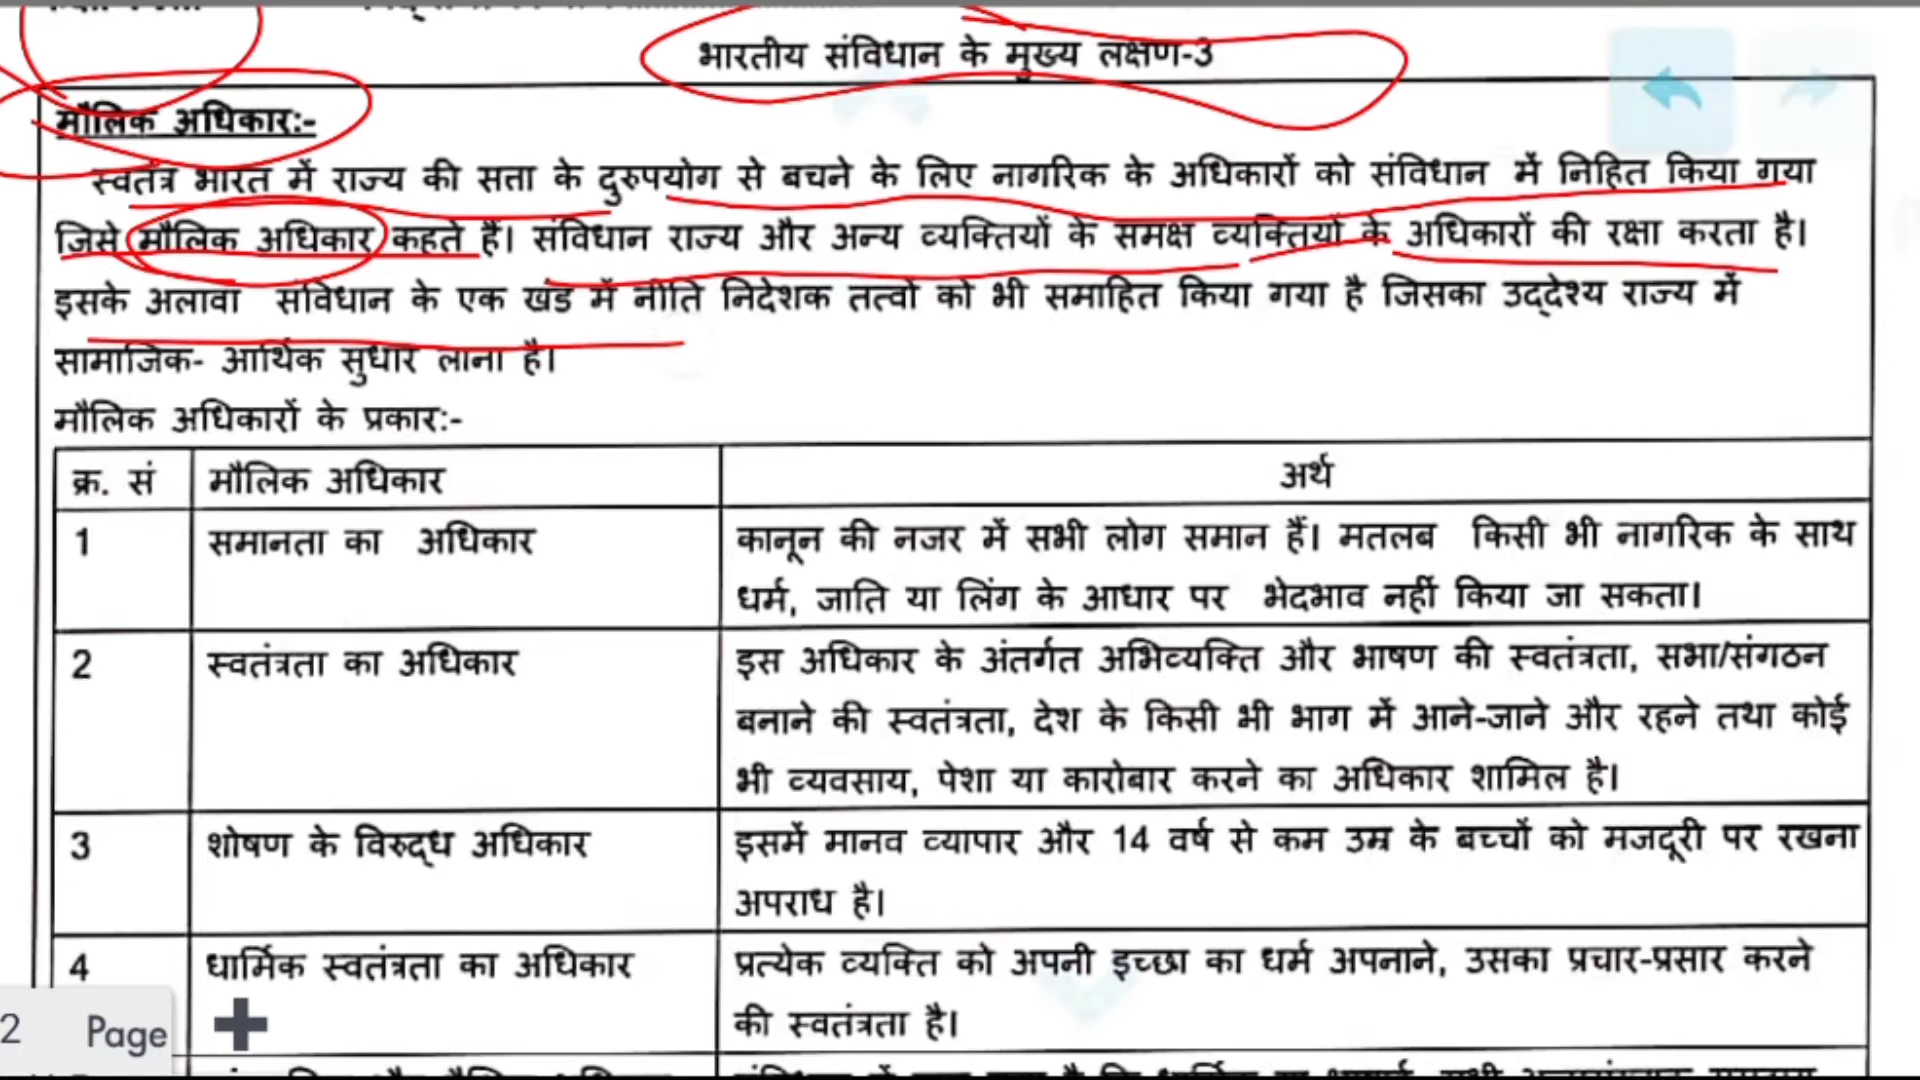 भारतीय संविधान के मुख्य लक्षण-3
मौलिक अधिकार:-
स्वतंत्र भारत में राज्य की सत्ता के दुरुपयोग से बचने के लिए नागरिक के अधिकारों को संविधान में निहित किया गया
जिसे मौलिक अधिकार कहते हैं। संविधान राज्य और अन्य व्यक्तियों के समक्ष व्यक्तियों के अधिकारों की रक्षा करता है।
इसके अलावा संविधान के एक खंड में नीति निदेशक तत्वों को भी समाहित किया गया है जिसका उद्देश्य राज्य में
सामाजिक- आर्थिक सुधार लाना है।
मौलिक अधिकारों के प्रकार:-
क्र. सं मौलिक अधिकार अर्थ
1 समानता का अधिकार कानून की नजर में सभी लोग समान हैं। मतलब किसी भी नागरिक के साथ
धर्म, जाति या लिंग के आधार पर भेदभाव नहीं किया जा सकता।
2 स्वतंत्रता का अधिकार इस अधिकार के अंतर्गत अभिव्यक्ति और भाषण की स्वतंत्रता, सभा/संगठन
बनाने की स्वतंत्रता, देश के किसी भी भाग में आने-जाने और रहने तथा कोई
भी व्यवसाय, पेशा या कारोबार करने का अधिकार शामिल है।
3 शोषण के विरुद्ध अधिकार इसमें मानव व्यापार और 14 वर्ष से कम उम्र के बच्चों को मजदूरी पर रखना
अपराध है।
4 धार्मिक स्वतंत्रता का अधिकार प्रत्येक व्यक्ति को अपनी इच्छा का धर्म अपनाने, उसका प्रचार-प्रसार करने
की स्वतंत्रता है।
2 Page